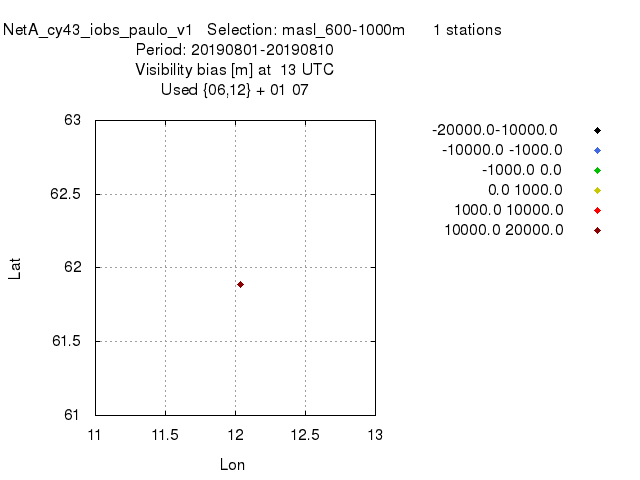 NetA_cy43_iobs_paulo_v1   Selection: masl_600-1000m      1 stations
Period: 20190801-20190810
Visibility bias [m] at  13 UTC
Used {06,12} + 01 07
-20000.0-10000.0
-10000.0 -1000.0
-1000.0 0.0
0.0 1000.0
1000.0 10000.0
10000.0 20000.0
63
62.5
62
61.5
61
Lat
11 11.5 12 12.5 13
Lon